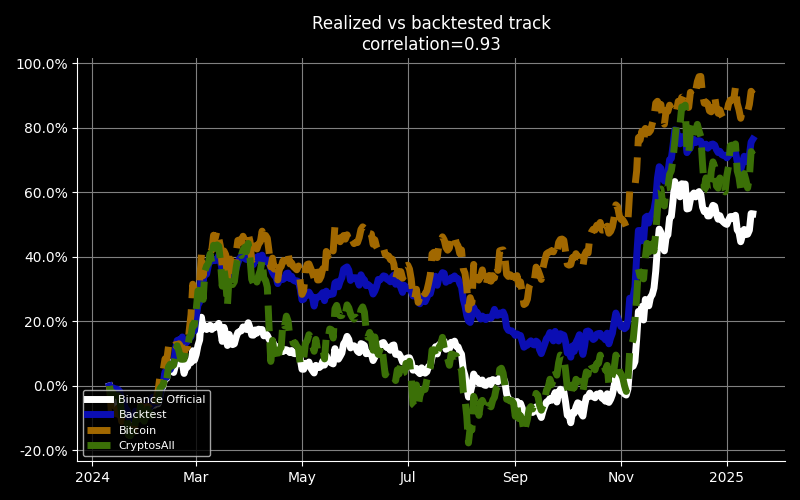 Realized vs backtested track
correlation=0.93
100.0%
80.0%
60.0%
40.0%
20.0%
0.0%
-20.0%
Binance Official
Backtest
Bitcoin
CryptosAll
2024 Mar May Jul Sep Nov 2025